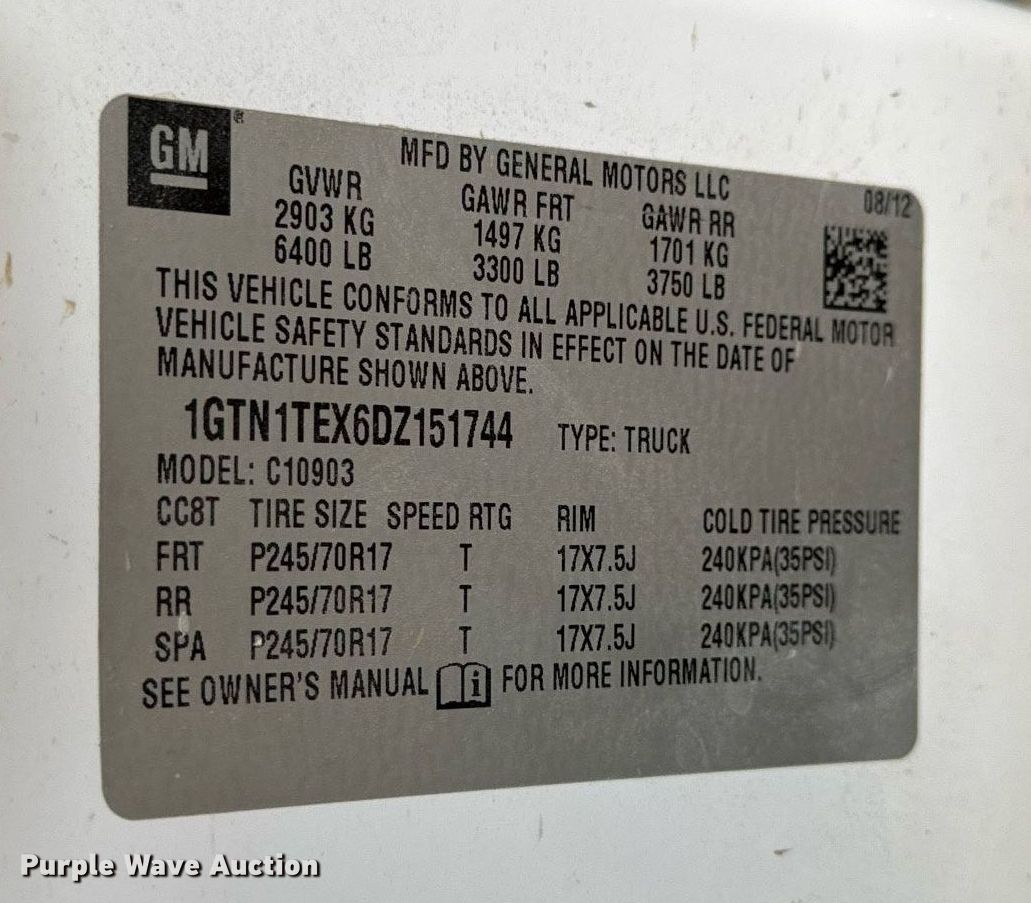 GM ®
MFD BY GENERAL MOTORS LLC
08/12
GVWR GAWR FRT GAWR RR
2903 KG 1497 KG 1701 KG
6400 LB 3300 LB 3750 LB
THIS VEHICLE CONFORMS TO ALL APPLICABLE U.S. FEDERAL MOTOR
VEHICLE SAFETY STANDARDS IN EFFECT ON THE DATE OF
MANUFACTURE SHOWN ABOVE.
1GTN1TEX6DZ151744 TYPE: TRUCK
MODEL: C10903
CC8T TIRE SIZE SPEED RTG RIM COLD TIRE PRESSURE
FRT P245/70R17 T 17X7.5J 240KPA(35PSI)
RR P245/70R17 T 17X7.5J 240KPA(35PSI)
SPA P245/70R17 T 17X7.5J 240KPA(35PSI)
SEE OWNER'S MANUAL i FOR MORE INFORMATION.
Purple Wave Auction